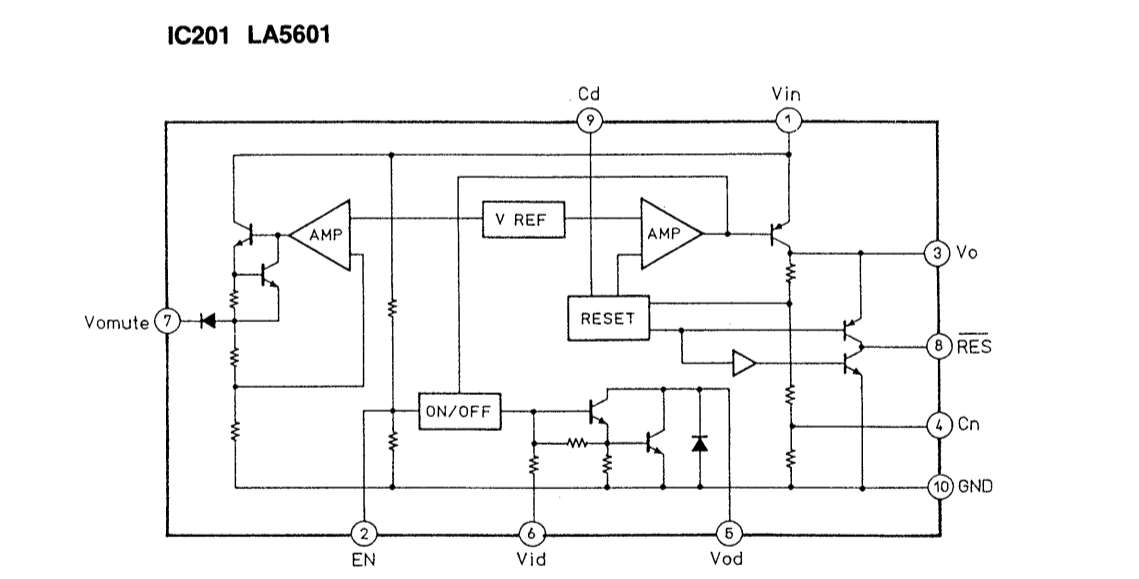 IC201 LA5601
Cd Vin
9 1
AMP V REF AMP
3 Vo
RESET
Vomute 7
8 RES
ON/OFF
4 Cn
10 GND
2 6 5
EN Vid Vod